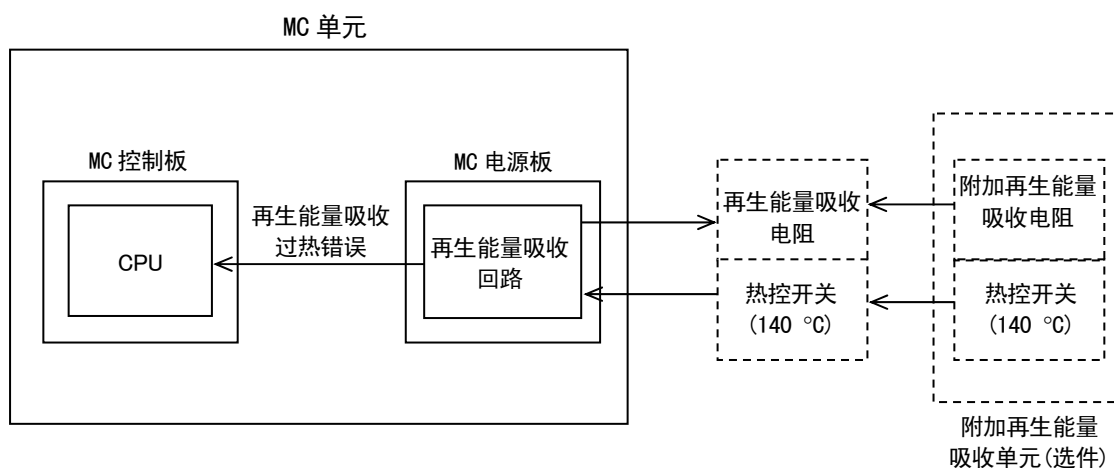 MC 单元
MC 控制板
CPU
再生能量吸收
过热错误
MC 电源板
再生能量吸收
回路
再生能量吸收
电阻
热控开关
(140 °C)
附加再生能量
吸收电阻
热控开关
(140 °C)
附加再生能量
吸收单元(选件)